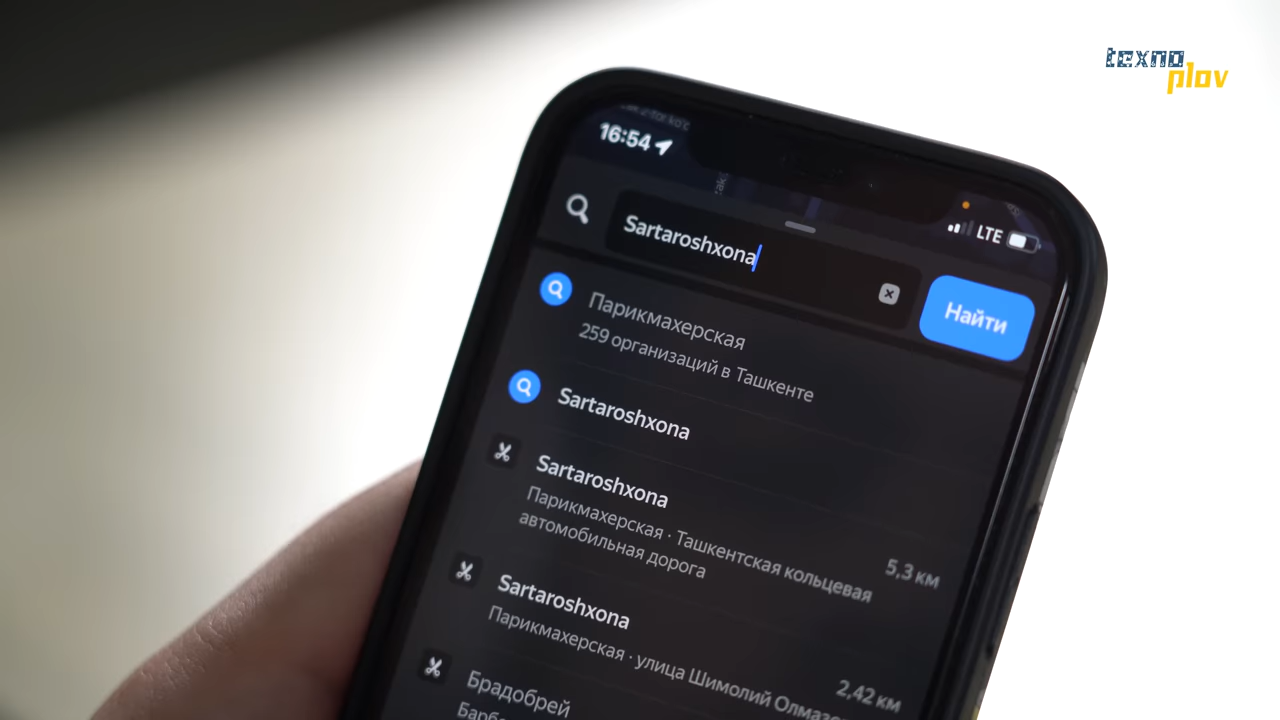 texno
plov
16:54
LTE
Sartaroshxona
Найти
Парикмахерская
259 организаций в Ташкенте
Sartaroshxona
Sartaroshxona
Парикмахерская · Ташкентская кольцевая
автомобильная дорога
5,3 км
Sartaroshxona
Парикмахерская · улица Шимолий
2,42 км
Брадобрей